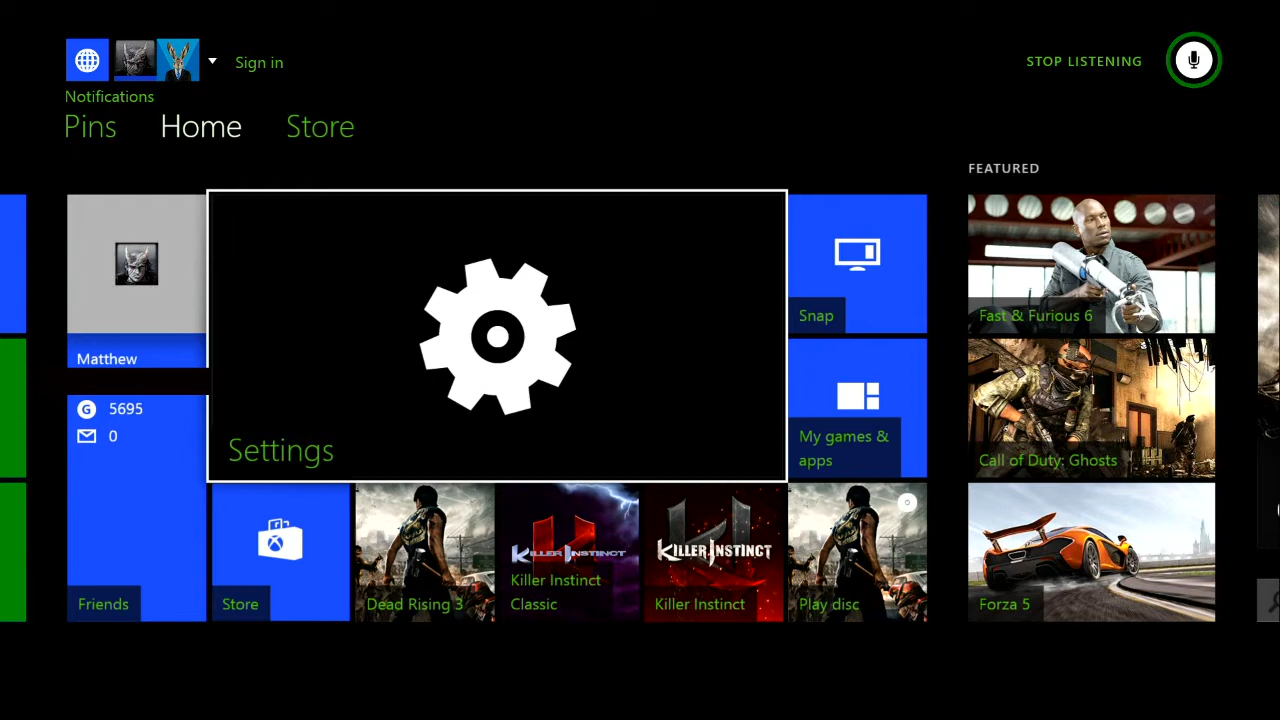 Sign in
STOP LISTENING
Notifications
Pins
Home
Store
FEATURED
Matthew
G 5695
0
Friends
Settings
Snap
My games &
apps
Store
Dead Rising 3
KILLER INSTINCT
Killer Instinct
Classic
KILLER INSTINCT
Killer Instinct
Play disc
Fast & Furious 6
Call of Duty: Ghosts
Forza 5